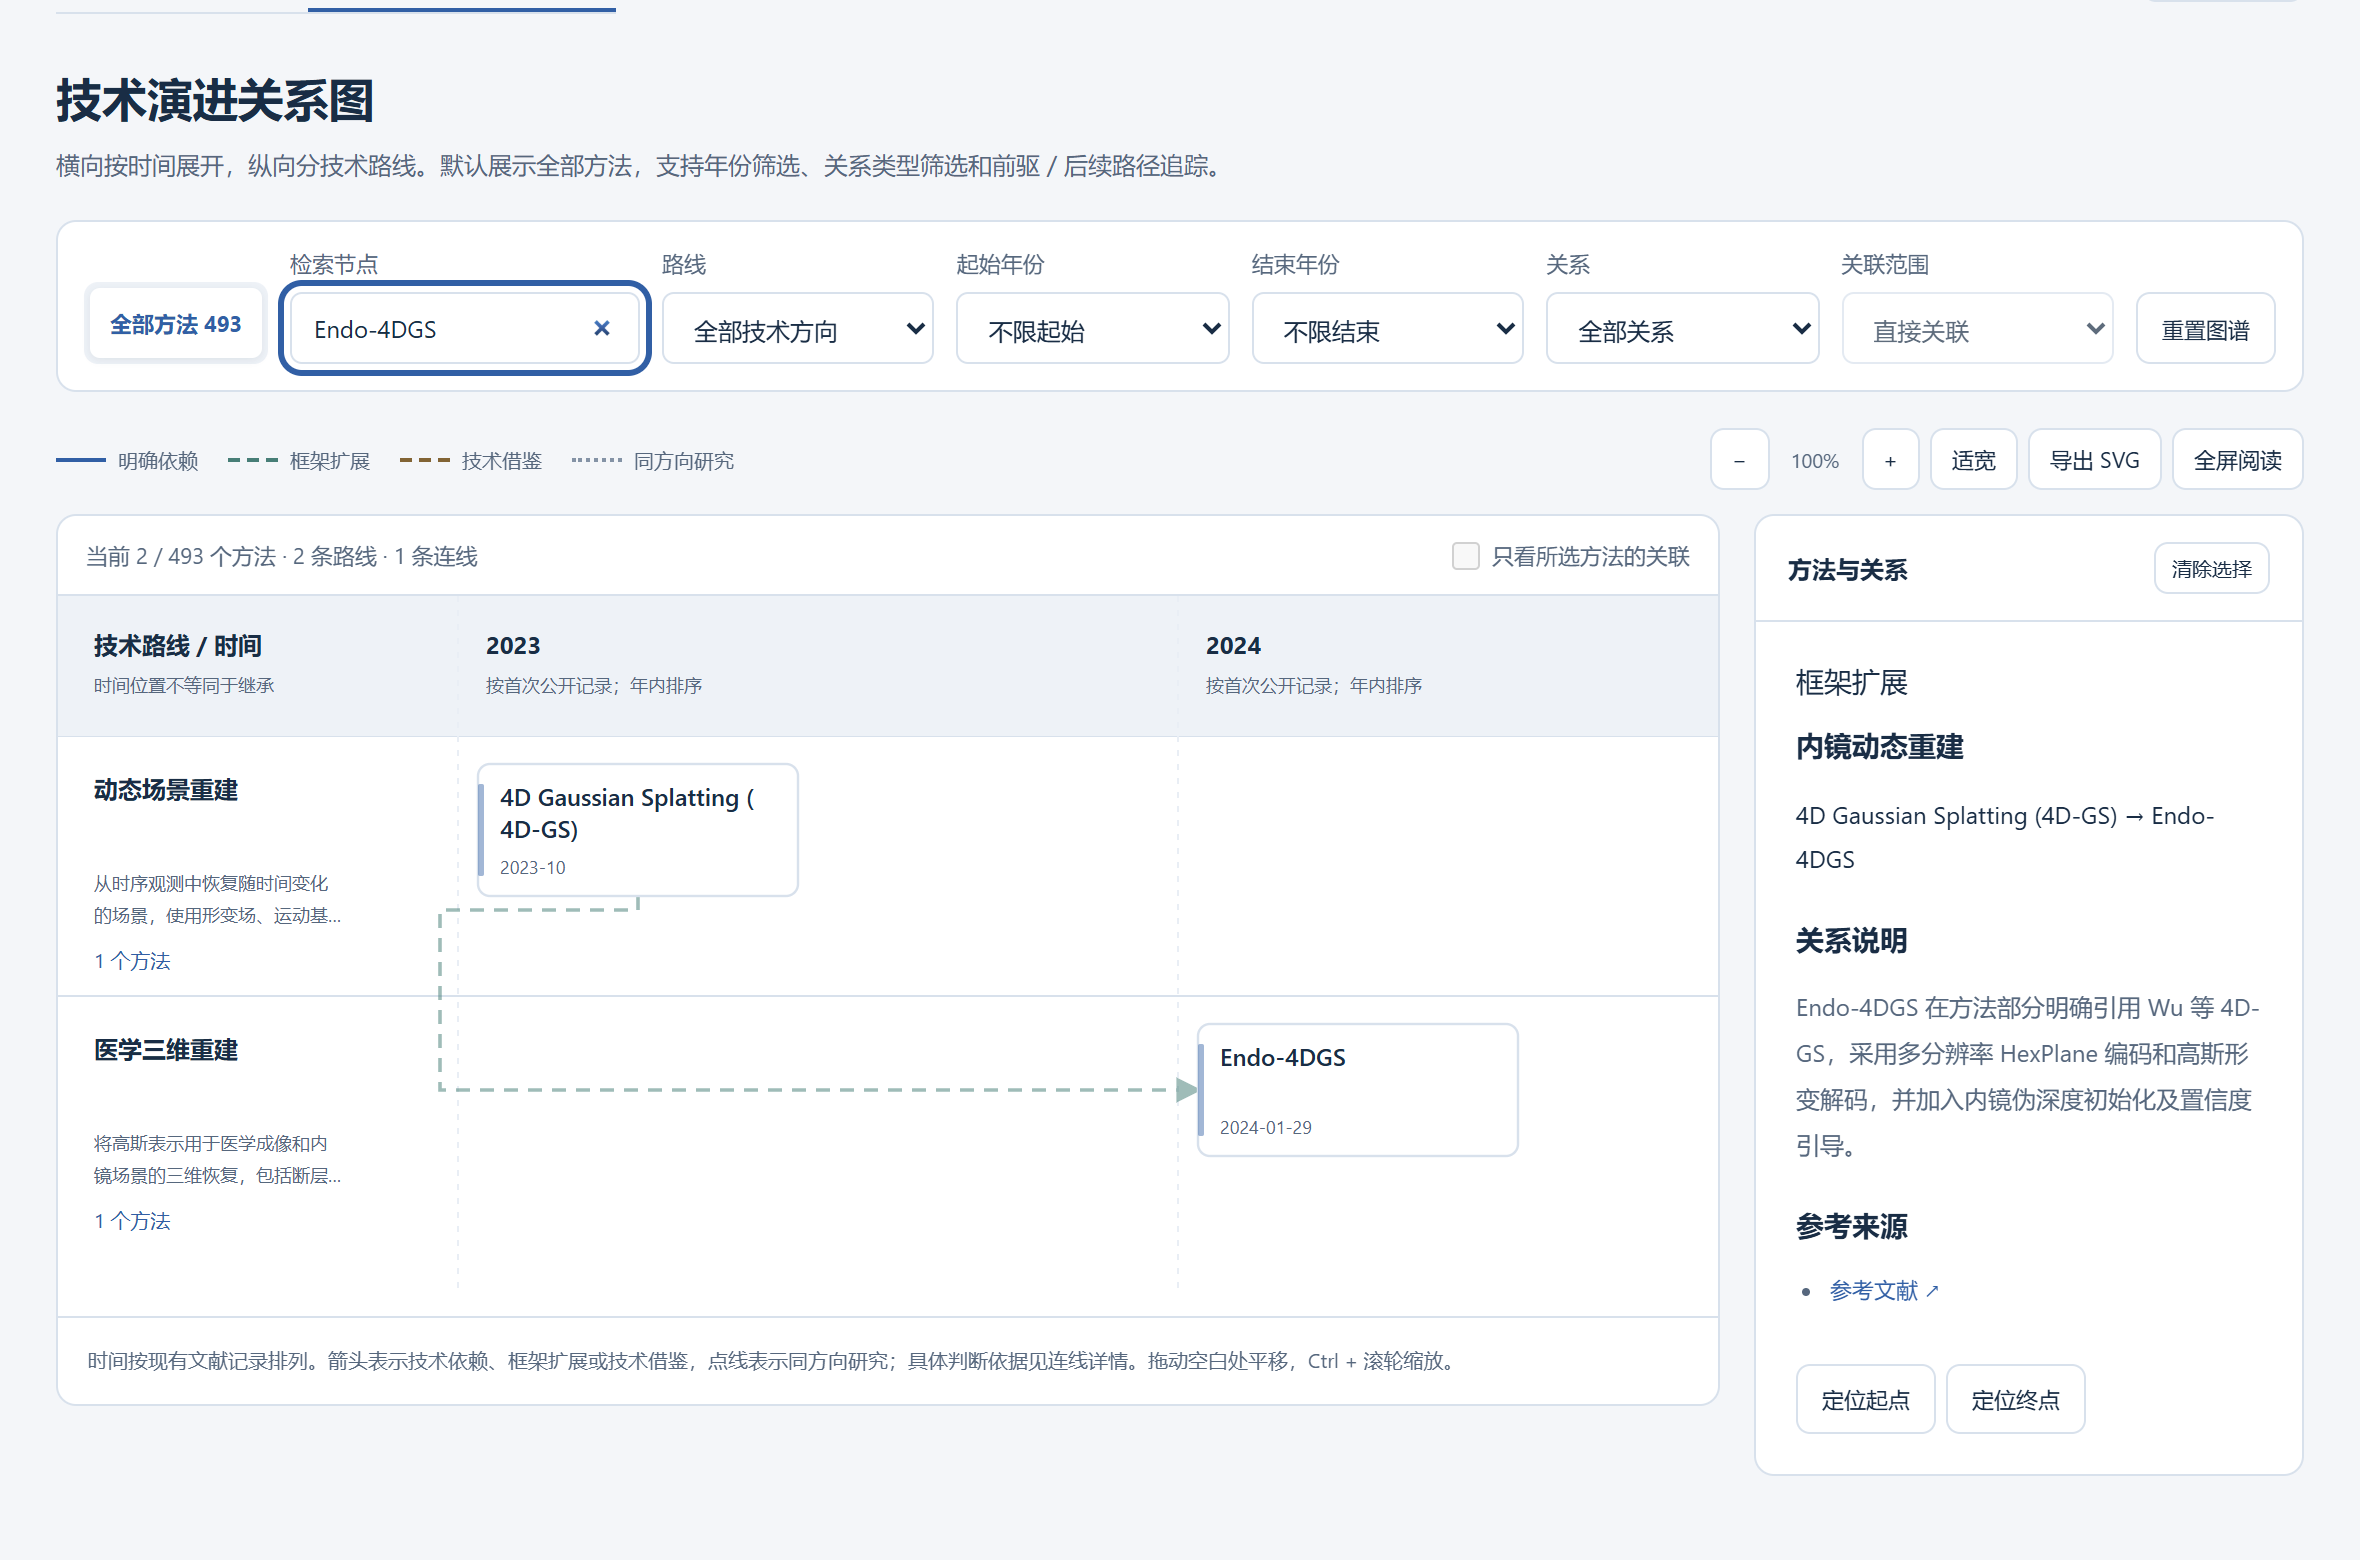 技术演进关系图
横向按时间展开，纵向分技术路线。默认展示全部方法，支持年份筛选、关系类型筛选和前驱 / 后续路径追踪。
全部方法 493
检索节点
Endo-4DGS
路线
全部技术方向
起始年份
不限起始
结束年份
不限结束
关系
全部关系
关联范围
直接关联
重置图谱
明确依赖
框架扩展
技术借鉴
同方向研究
−
100%
+
适宽
导出 SVG
全屏阅读
当前 2 / 493 个方法 · 2 条路线 · 1 条连线
只看所选方法的关联
技术路线 / 时间
时间位置不等同于继承
2023
按首次公开记录；年内排序
2024
按首次公开记录；年内排序
动态场景重建
从时序观测中恢复随时间变化
的场景，使用形变场、运动基...
1 个方法
4D Gaussian Splatting (
4D-GS)
2023-10
医学三维重建
将高斯表示用于医学成像和内
镜场景的三维恢复，包括断层...
1 个方法
Endo-4DGS
2024-01-29
时间按现有文献记录排列。箭头表示技术依赖、框架扩展或技术借鉴，点线表示同方向研究；具体判断依据见连线详情。拖动空白处平移，Ctrl + 滚轮缩放。
方法与关系
清除选择
框架扩展
内镜动态重建
4D Gaussian Splatting (4D-GS) → Endo-
4DGS
关系说明
Endo-4DGS 在方法部分明确引用 Wu 等 4D-
GS，采用多分辨率 HexPlane 编码和高斯形
变解码，并加入内镜伪深度初始化及置信度
引导。
参考来源
• 参考文献 ↗
定位起点
定位终点